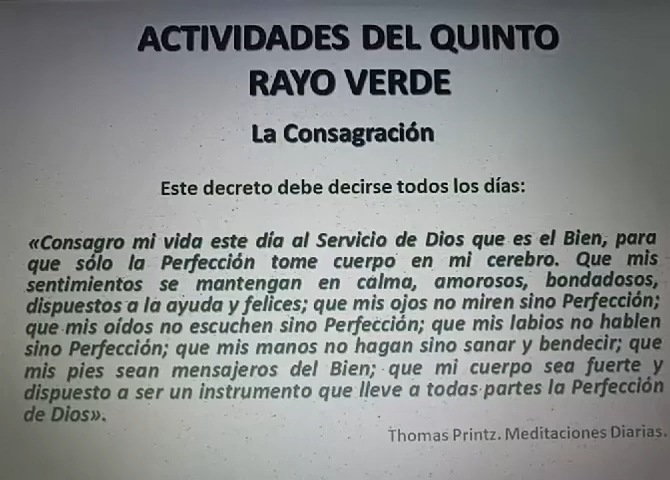 ACTIVIDADES DEL QUINTO
RAYO VERDE
La Consagración
Este decreto debe decirse todos los días:
«Consagro mi vida este día al Servicio de Dios que es el Bien, para
que sólo la Perfección tome cuerpo en mi cerebro. Que mis
sentimientos se mantengan en calma, amorosos, bondadosos,
dispuestos a la ayuda y felices; que mis ojos no miren sino Perfección;
que mis oídos no escuchen sino Perfección; que mis labios no hablen
sino Perfección; que mis manos no hagan sino sanar y bendecir; que
mis pies sean mensajeros del Bien; que mi cuerpo sea fuerte y
dispuesto a ser un instrumento que lleve a todas partes la Perfección
de Dios».
Thomas Printz. Meditaciones Diarias.